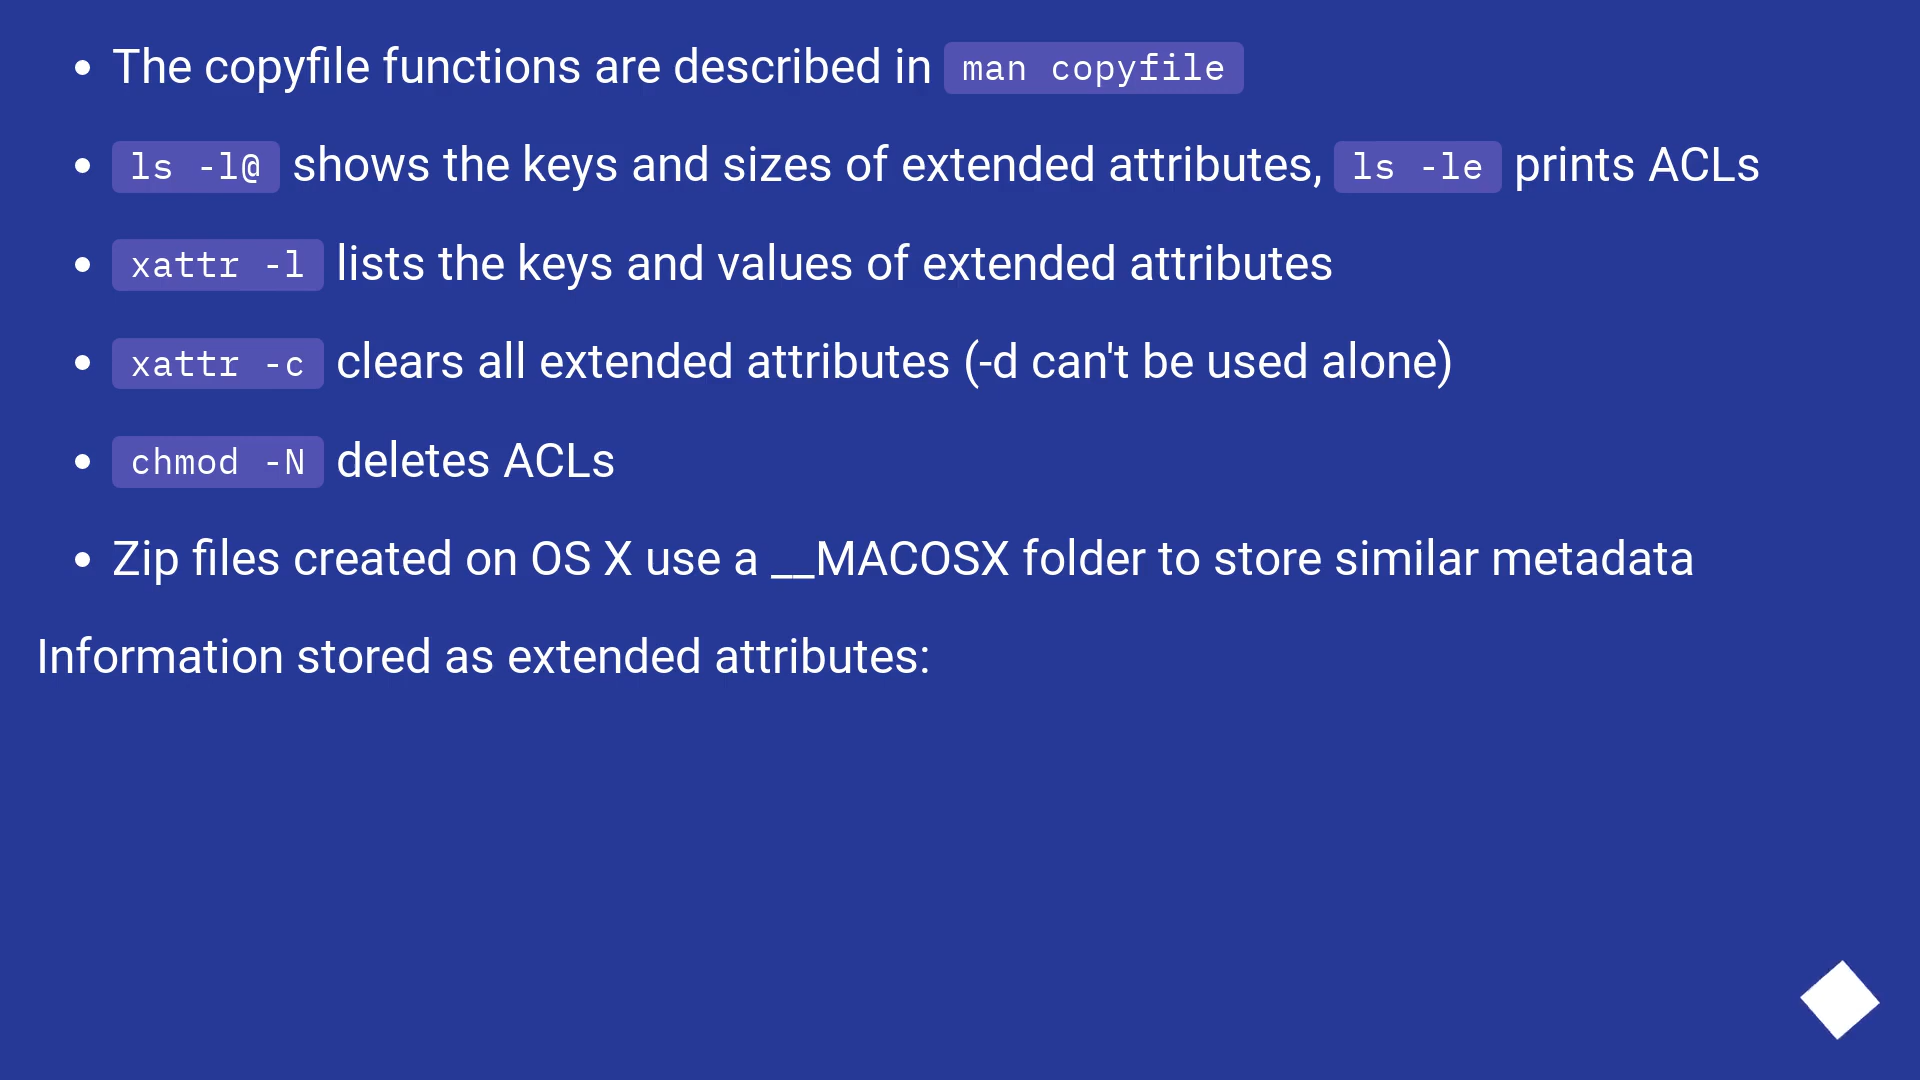 • The copyfile functions are described in man copyfile
• ls -l@ shows the keys and sizes of extended attributes, ls -le prints ACLs
• xattr -l lists the keys and values of extended attributes
• xattr -c clears all extended attributes (-d can't be used alone)
• chmod -N deletes ACLs
• Zip files created on OS X use a __MACOSX folder to store similar metadata
Information stored as extended attributes: